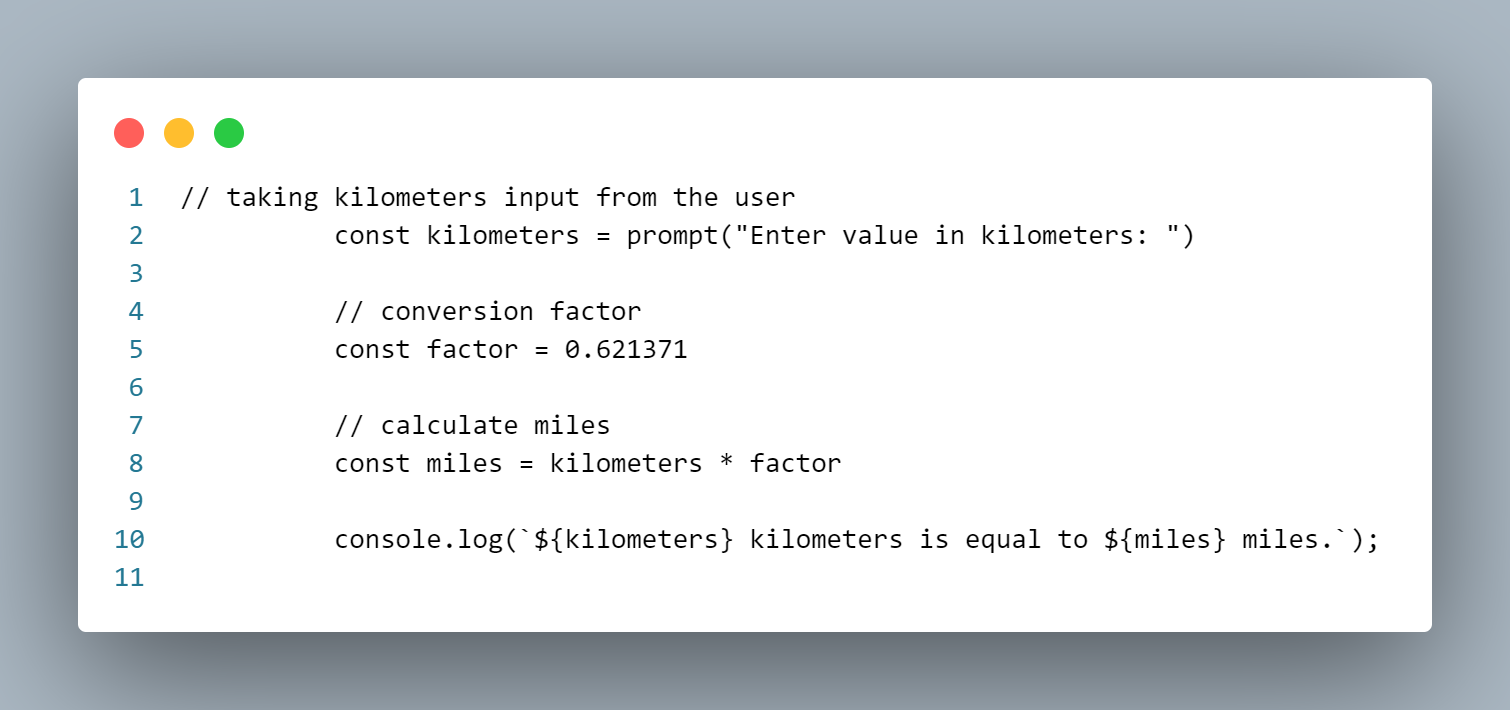 1 // taking kilometers input from the user
2 const kilometers = prompt("Enter value in kilometers: ")
3
4 // conversion factor
5 const factor = 0.621371
6
7 // calculate miles
8 const miles = kilometers * factor
9
10 console.log(`${kilometers} kilometers is equal to ${miles} miles.`);
11